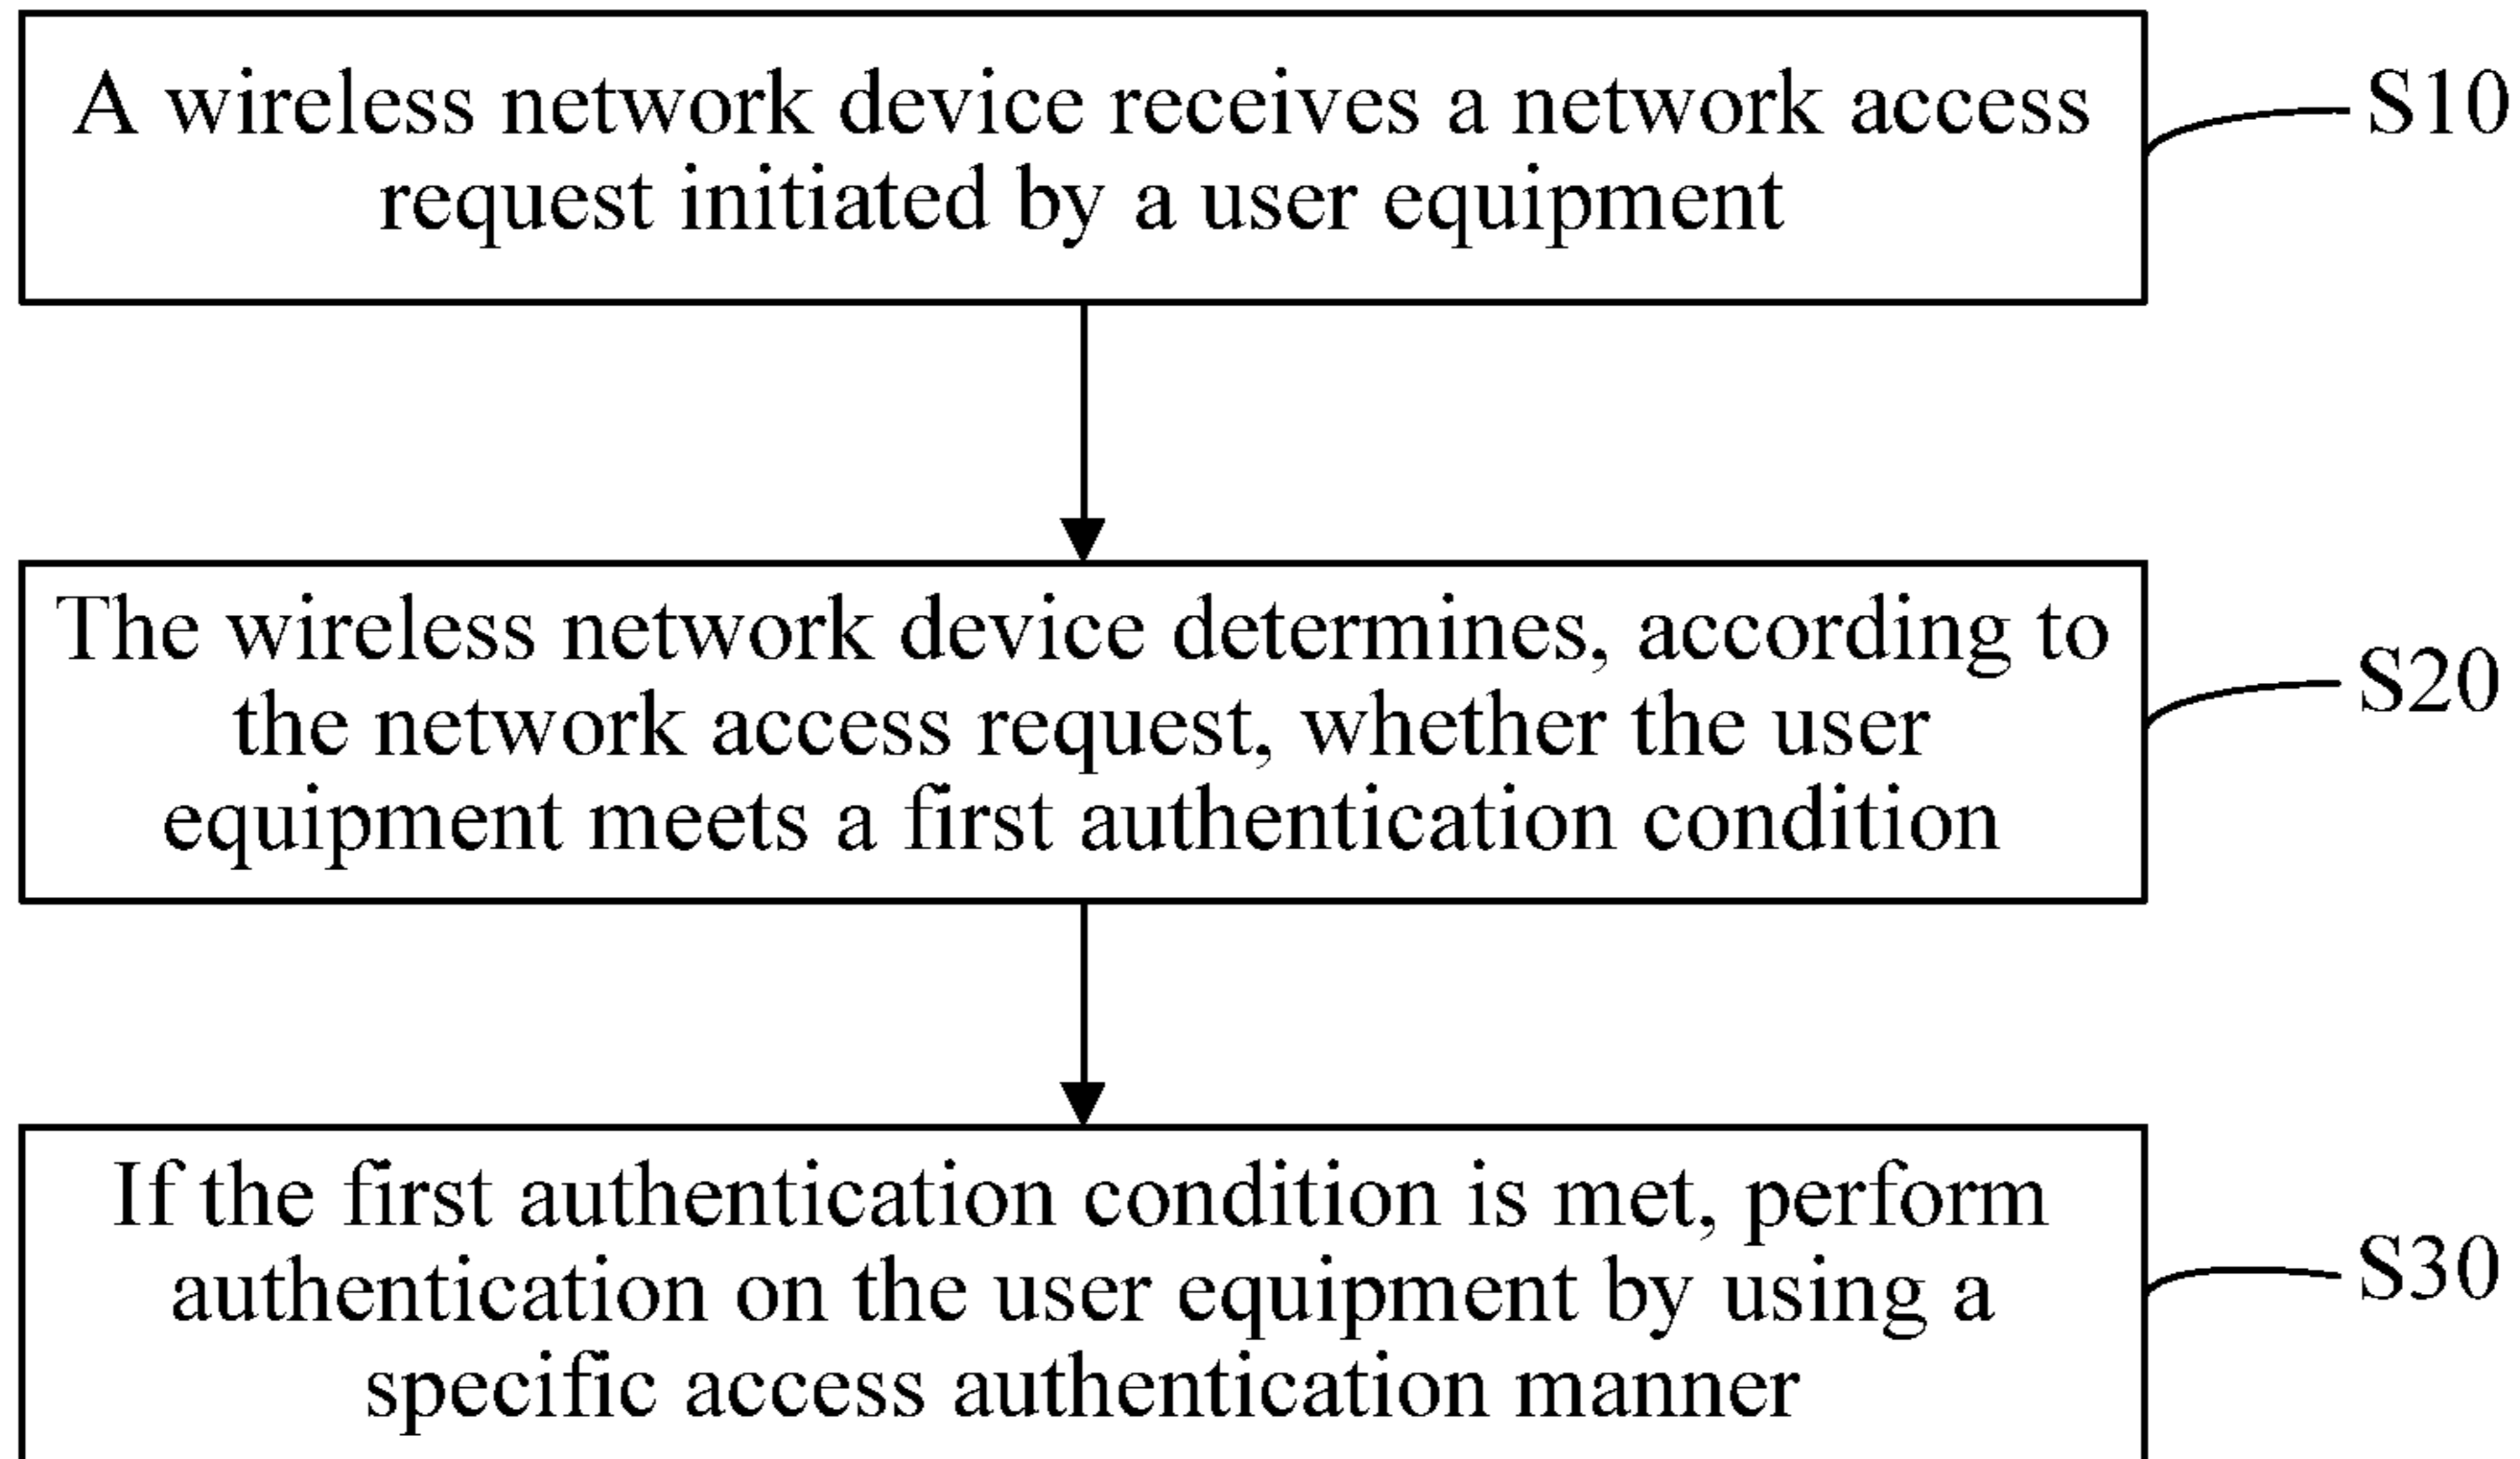 A wireless network device receives a network access
request initiated by a user equipment
S10
The wireless network device determines, according to
the network access request, whether the user
equipment meets a first authentication condition
S20
If the first authentication condition is met, perform
authentication on the user equipment by using a
specific access authentication manner
S30